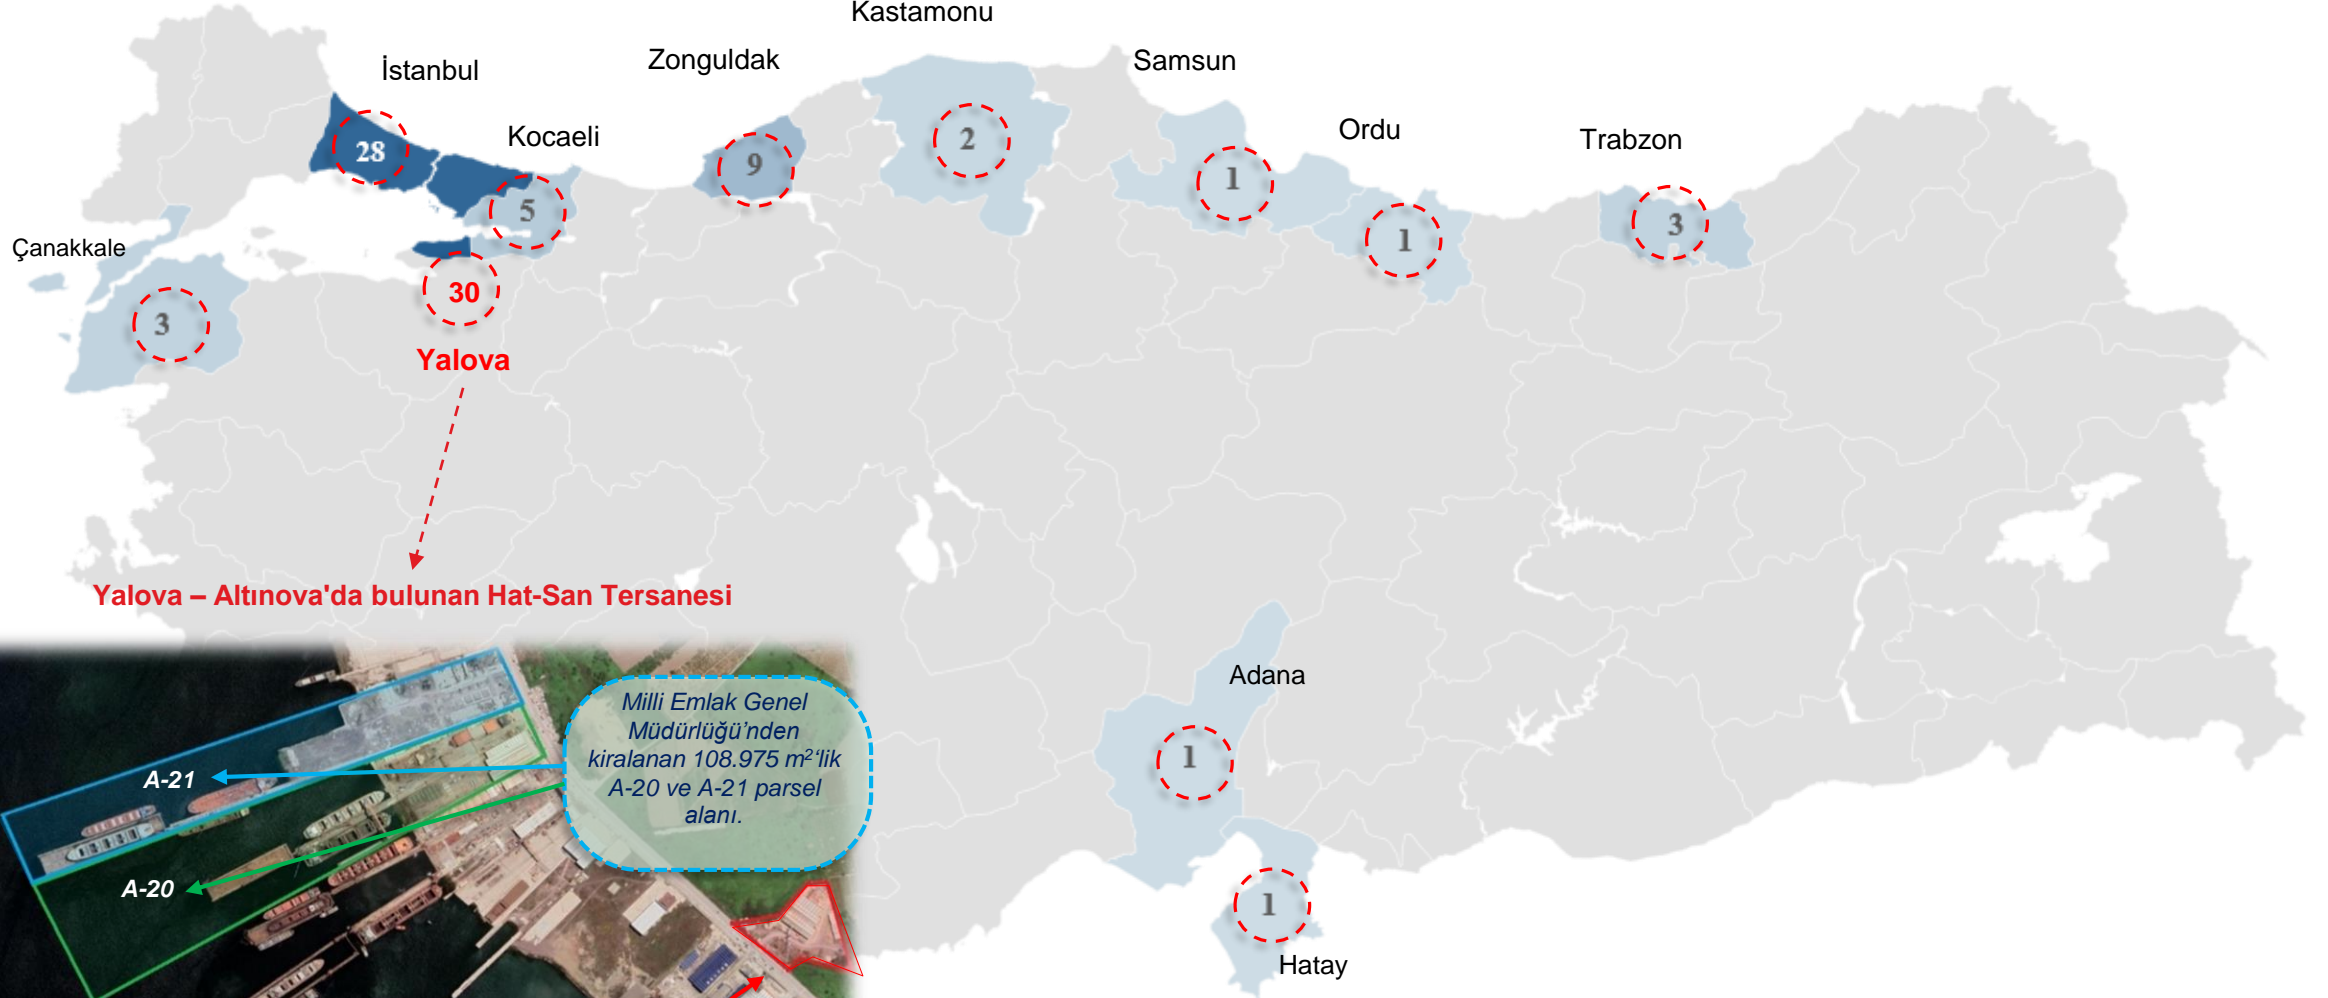 Kastamonu
İstanbul
Zonguldak
Samsun
Kocaeli
Ordu
Trabzon
28
9
2
1
5
1
3
Çanakkale
3
30
Yalova
Yalova – Altınova'da bulunan Hat-San Tersanesi
Adana
1
1
Hatay
Milli Emlak Genel
Müdürlüğü’nden
kiralanan 108.975 m²‘lik
A-20 ve A-21 parsel
alanı.
A-21
A-20